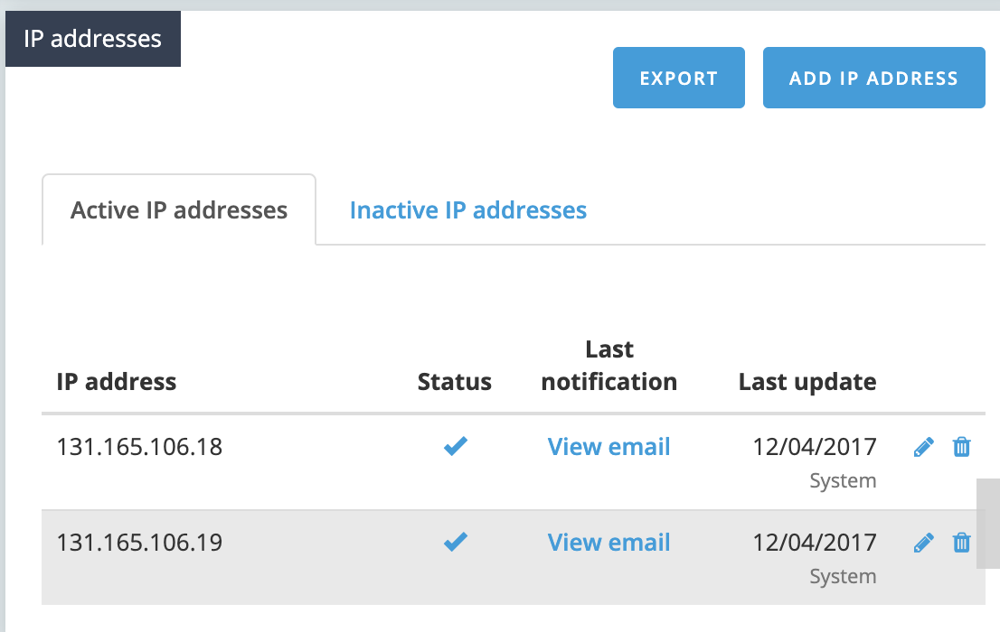 IP addresses
EXPORT ADD IP ADDRESS
Active IP addresses Inactive IP addresses
IP address Status Last notification Last update
131.165.106.18 View email 12/04/2017
System
131.165.106.19 View email 12/04/2017
System